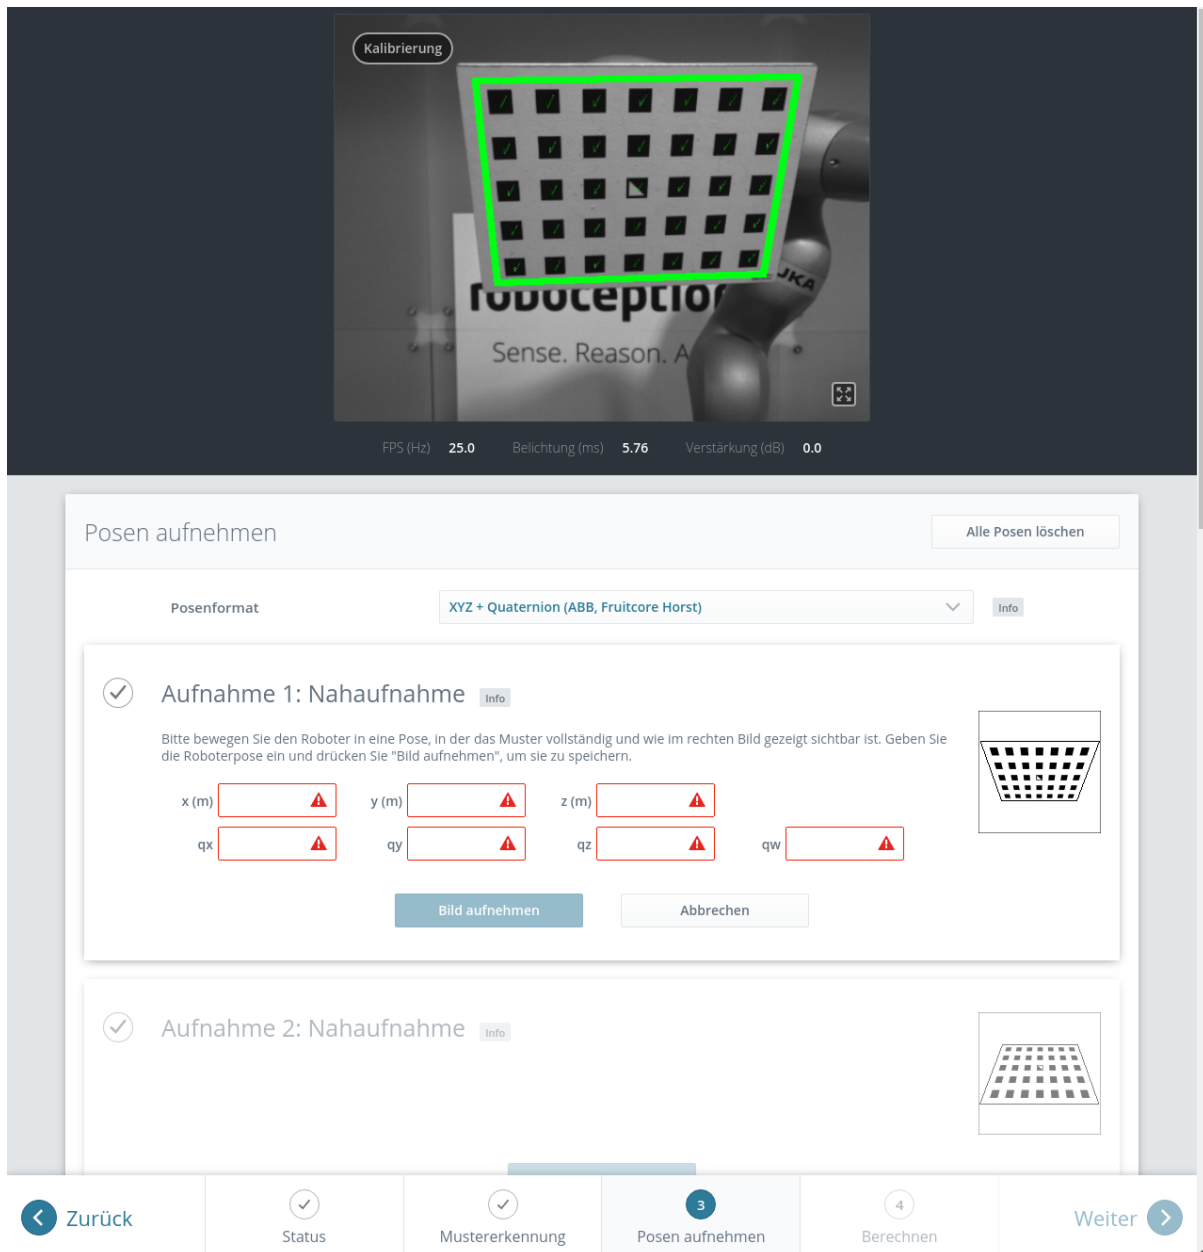 Kalibrierung
KA
roboception
Sense. Reason. A
FPS (Hz) 25.0 Belichtung (ms) 5.76 Verstärkung (dB) 0.0
Posen aufnehmen
Alle Posen löschen
Posenformat
XYZ + Quaternion (ABB, Fruitcore Horst)
Info
Aufnahme 1: Nahaufnahme Info
Bitte bewegen Sie den Roboter in eine Pose, in der das Muster vollständig und wie im rechten Bild gezeigt sichtbar ist. Geben Sie
die Roboterpose ein und drücken Sie "Bild aufnehmen", um sie zu speichern.
x (m) y (m) z (m)
qx qy qz qw
Bild aufnehmen Abbrechen
Aufnahme 2: Nahaufnahme Info
Zurück
Status
Mustererkennung
3
Posen aufnehmen
4
Berechnen
Weiter